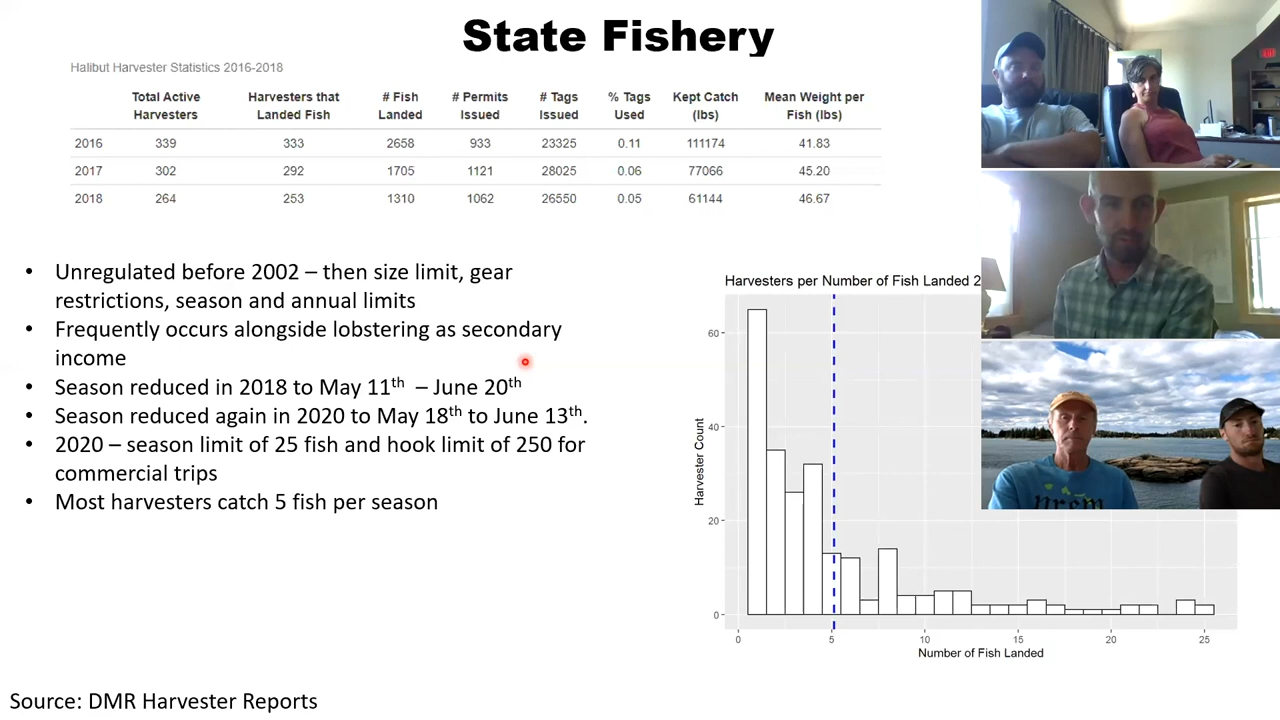 State Fishery
Halibut Harvester Statistics 2016-2018
Total Active Harvesters Harvesters that Landed Fish # Fish Landed # Permits Issued # Tags Issued % Tags Used Kept Catch (lbs) Mean Weight per Fish (lbs)
2016 339 333 2658 933 23325 0.11 111174 41.83
2017 302 292 1705 1121 28025 0.06 77066 45.20
2018 264 253 1310 1062 26550 0.05 61144 46.67
• Unregulated before 2002 – then size limit, gear
restrictions, season and annual limits
• Frequently occurs alongside lobstering as secondary
income
• Season reduced in 2018 to May 11th – June 20th
• Season reduced again in 2020 to May 18th to June 13th.
• 2020 – season limit of 25 fish and hook limit of 250 for
commercial trips
• Most harvesters catch 5 fish per season
Harvesters per Number of Fish Landed 2
Harvester Count
60
40
20
0
0 5 10 15 20 25
Number of Fish Landed
EXIT
Source: DMR Harvester Reports